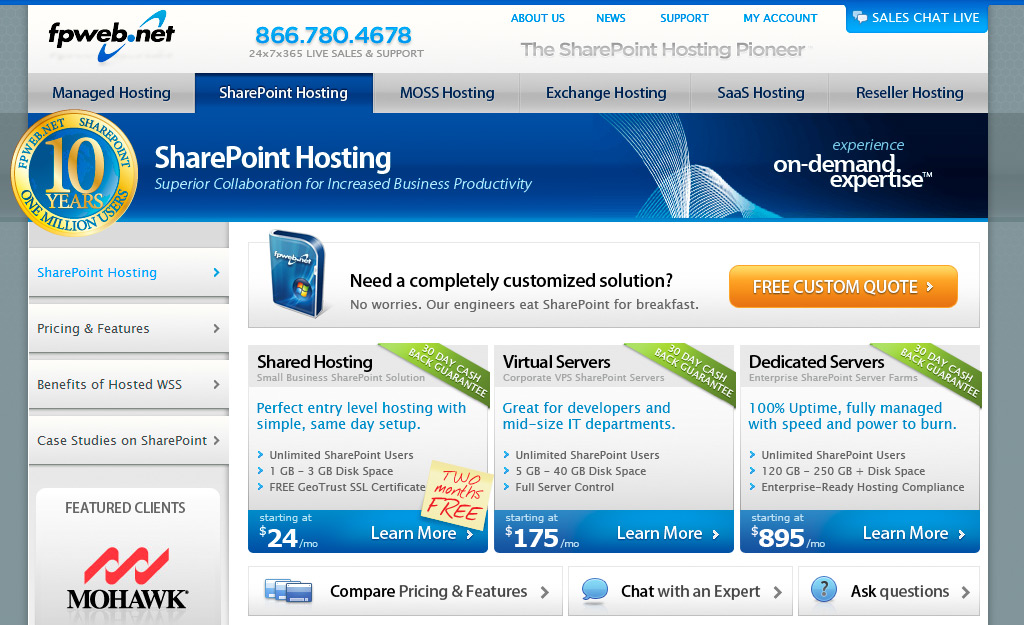 fpweb.net
866.780.4678
24x7x365 LIVE SALES & SUPPORT
ABOUT US
NEWS
SUPPORT
MY ACCOUNT
SALES CHAT LIVE
The SharePoint Hosting Pioneer
Managed Hosting
SharePoint Hosting
MOSS Hosting
Exchange Hosting
SaaS Hosting
Reseller Hosting
FPWEB.NET SHAREPOINT
10
YEARS
ONE MILLION USERS
SharePoint Hosting
Superior Collaboration for Increased Business Productivity
experience
on-demand
expertise™
SharePoint Hosting
Pricing & Features
Benefits of Hosted WSS
Case Studies on SharePoint
FEATURED CLIENTS
MOHAWK
fpweb.net
Need a completely customized solution?
No worries. Our engineers eat SharePoint for breakfast.
FREE CUSTOM QUOTE
Shared Hosting
Small Business SharePoint Solution
30 DAY CASH
BACK GUARANTEE
Perfect entry level hosting with
simple, same day setup.
Unlimited SharePoint Users
1 GB - 3 GB Disk Space
FREE GeoTrust SSL Certificate
TWO
months
FREE
starting at
$24/mo
Learn More
Virtual Servers
Corporate VPS SharePoint Servers
30 DAY CASH
BACK GUARANTEE
Great for developers and
mid-size IT departments.
Unlimited SharePoint Users
5 GB - 40 GB Disk Space
Full Server Control
starting at
$175/mo
Learn More
Dedicated Servers
Enterprise SharePoint Server Farms
30 DAY CASH
BACK GUARANTEE
100% Uptime, fully managed
with speed and power to burn.
Unlimited SharePoint Users
120 GB - 250 GB + Disk Space
Enterprise-Ready Hosting Compliance
starting at
$895/mo
Learn More
Compare Pricing & Features
Chat with an Expert
? Ask questions